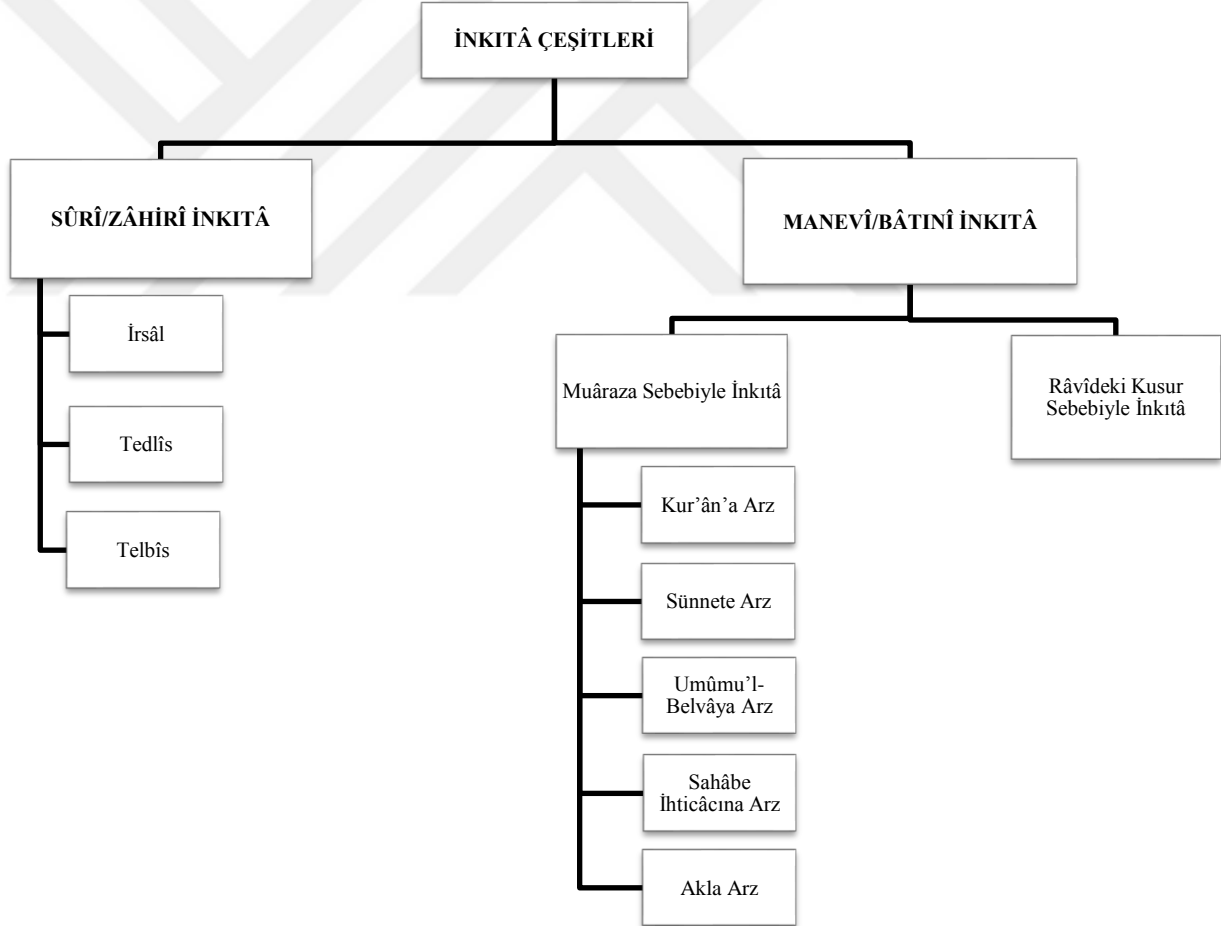 İNKITÂ ÇEŞİTLERİ
SÛRÎ/ZÂHİRÎ İNKITÂ
İrsâl
Tedlîs
Telbîs
MANEVÎ/BÂTINÎ İNKITÂ
Muâraza Sebebiyle İnkıtâ
Kur’ân’a Arz
Sünnete Arz
Umûmu’l-
Belvâya Arz
Sahâbe
İhticâcına Arz
Akla Arz
Râvîdeki Kusur
Sebebiyle İnkıtâ